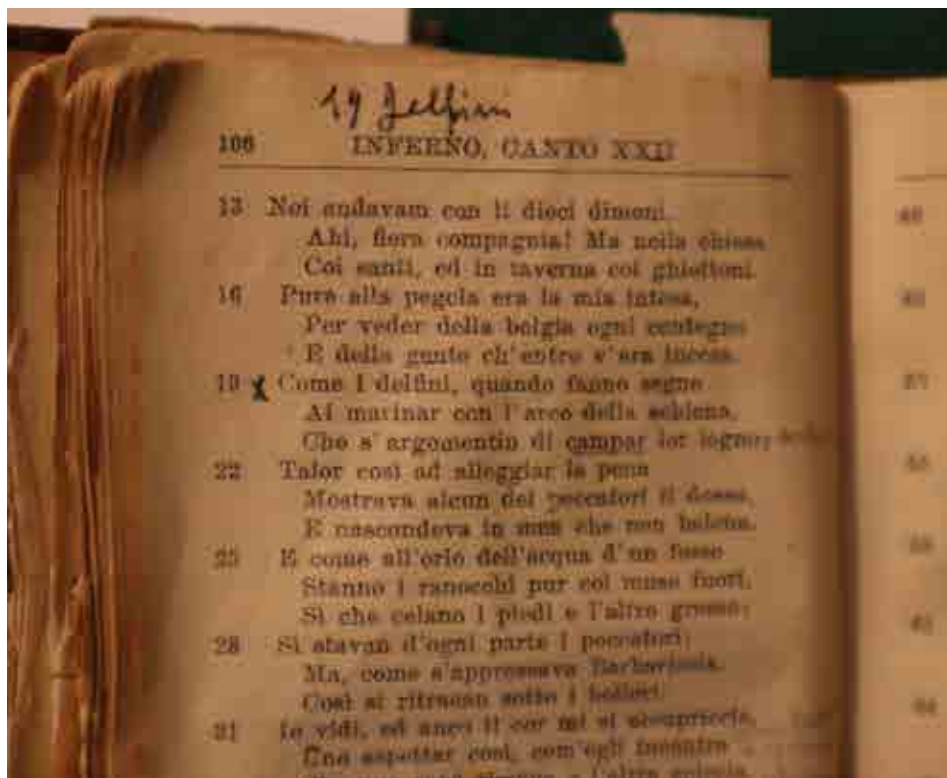 19 Delfini
106 INFERNO, CANTO XXII
13 Noi andavam con li dieci dimoni.
Ahi, fiera compagnia! Ma nella chiesa
Coi santi, ed in taverna coi ghiottoni.
16 Pure alla pegola era la mia intesa,
Per veder della bolgia ogni contegno
E della gente ch'entro v'era incesa.
19 x Come i delfini, quando fanno segno
Ai marinar con l'arco della schiena,
Che s'argomentin di campar lor legno;
22 Talor così ad alleggiar la pena
Mostrava alcun dei peccatori il dosso,
E nascondeva in men che non balena.
25 E come all'orlo dell'acqua d'un fosso
Stanno i ranocchi pur col muso fuori,
Sì che celano i piedi e l'altro grosso;
28 Sì stavan d'ogni parte i peccatori;
Ma, come s'appressava Barbariccia,
Così si ritraean sotto i bollori.
31 Io vidi, ed anco il cor mi si accapriccia,
Uno aspettar così, com'egli incontra